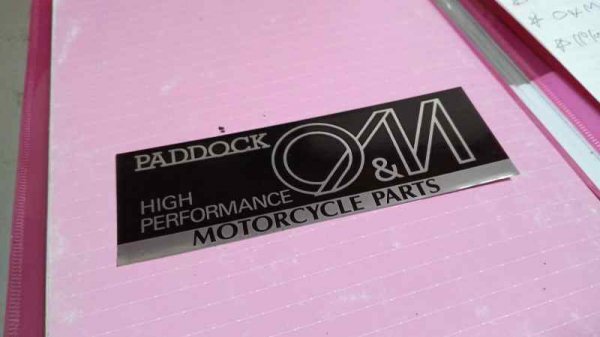 PADDOCK
O&M
HIGH
PERFORMANCE
MOTORCYCLE PARTS